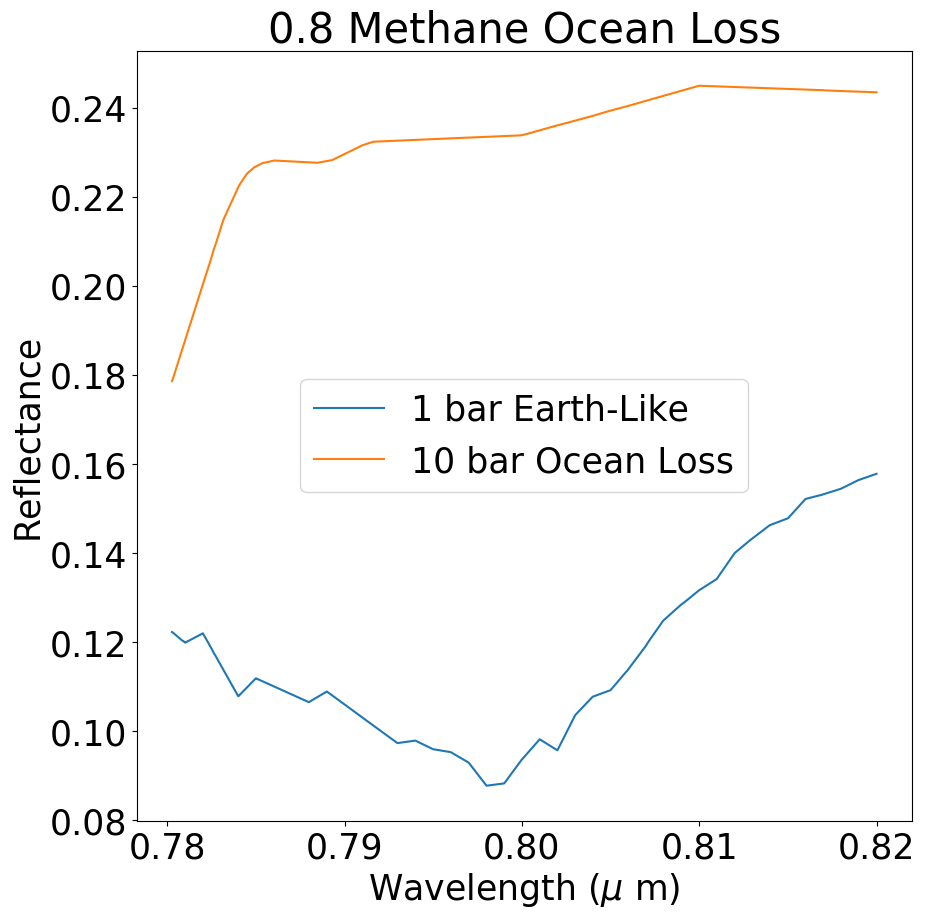 0.8 Methane Ocean Loss
0.24
0.22
0.20
0.18
0.16
0.14
0.12
0.10
0.08
Reflectance
1 bar Earth-Like
10 bar Ocean Loss
0.78 0.79 0.80 0.81 0.82
Wavelength (μ m)